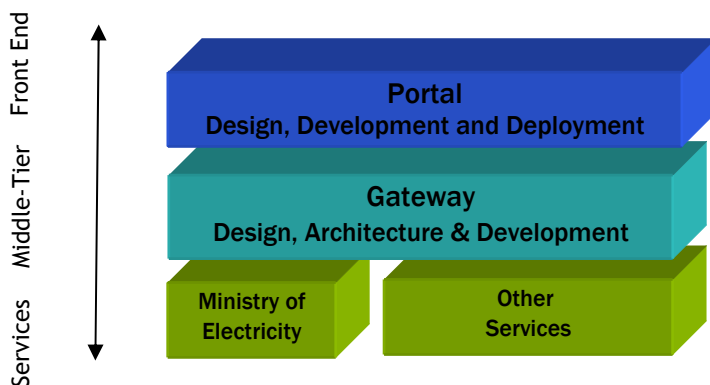 Front End
Middle-Tier
Services
Portal
Design, Development and Deployment
Gateway
Design, Architecture & Development
Ministry of
Electricity
Other
Services